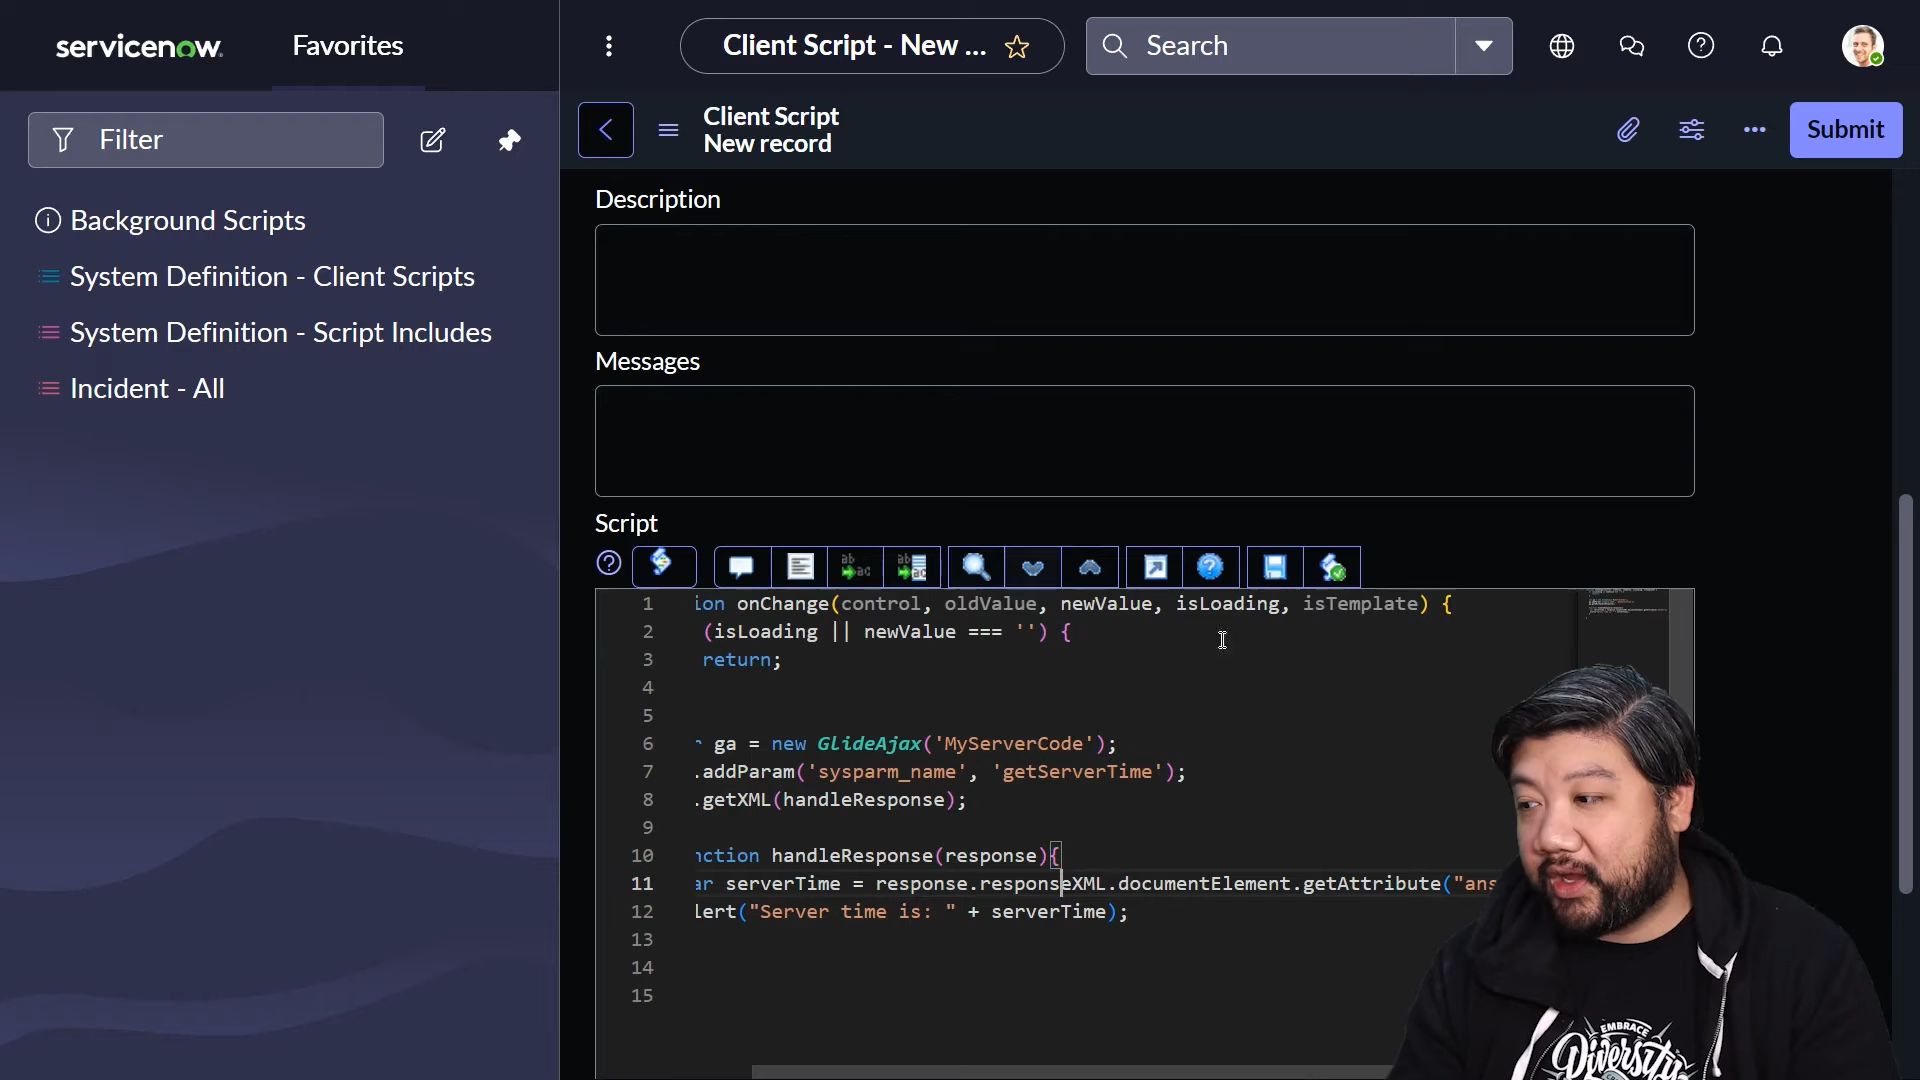 servicenow.
Favorites
Client Script - New ...
Search
Filter
Client Script
New record
Submit
Background Scripts
System Definition - Client Scripts
System Definition - Script Includes
Incident - All
Description
Messages
Script
1 ion onChange(control, oldValue, newValue, isLoading, isTemplate) {
2 (isLoading || newValue === '') {
3 return;
4
5
6 ga = new GlideAjax('MyServerCode');
7 .addParam('sysparm_name', 'getServerTime');
8 .getXML(handleResponse);
9
10 nction handleResponse(response){
11 ar serverTime = response.responseXML.documentElement.getAttribute("ans
12 lert("Server time is: " + serverTime);
13
14
15
EMBRACE
Diversity